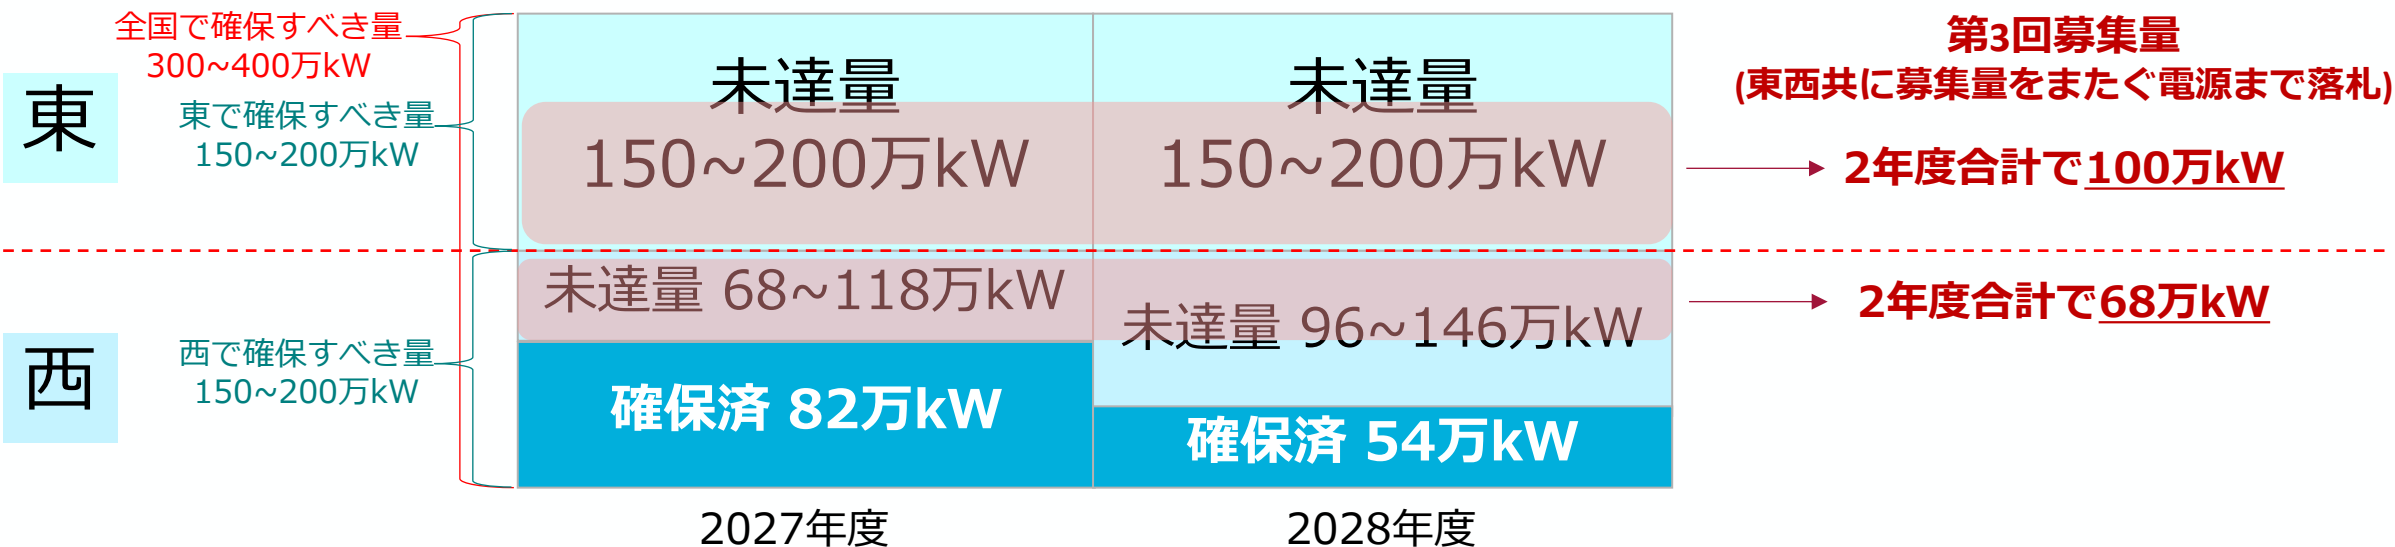 全国で確保すべき量
300~400万kW
東
東で確保すべき量
150~200万kW
未達量
150~200万kW
未達量
150~200万kW
第3回募集量
(東西共に募集量をまたぐ電源まで落札)
2年度合計で100万kW
西
西で確保すべき量
150~200万kW
未達量 68~118万kW
確保済 82万kW
未達量 96~146万kW
確保済 54万kW
2年度合計で68万kW
2027年度
2028年度